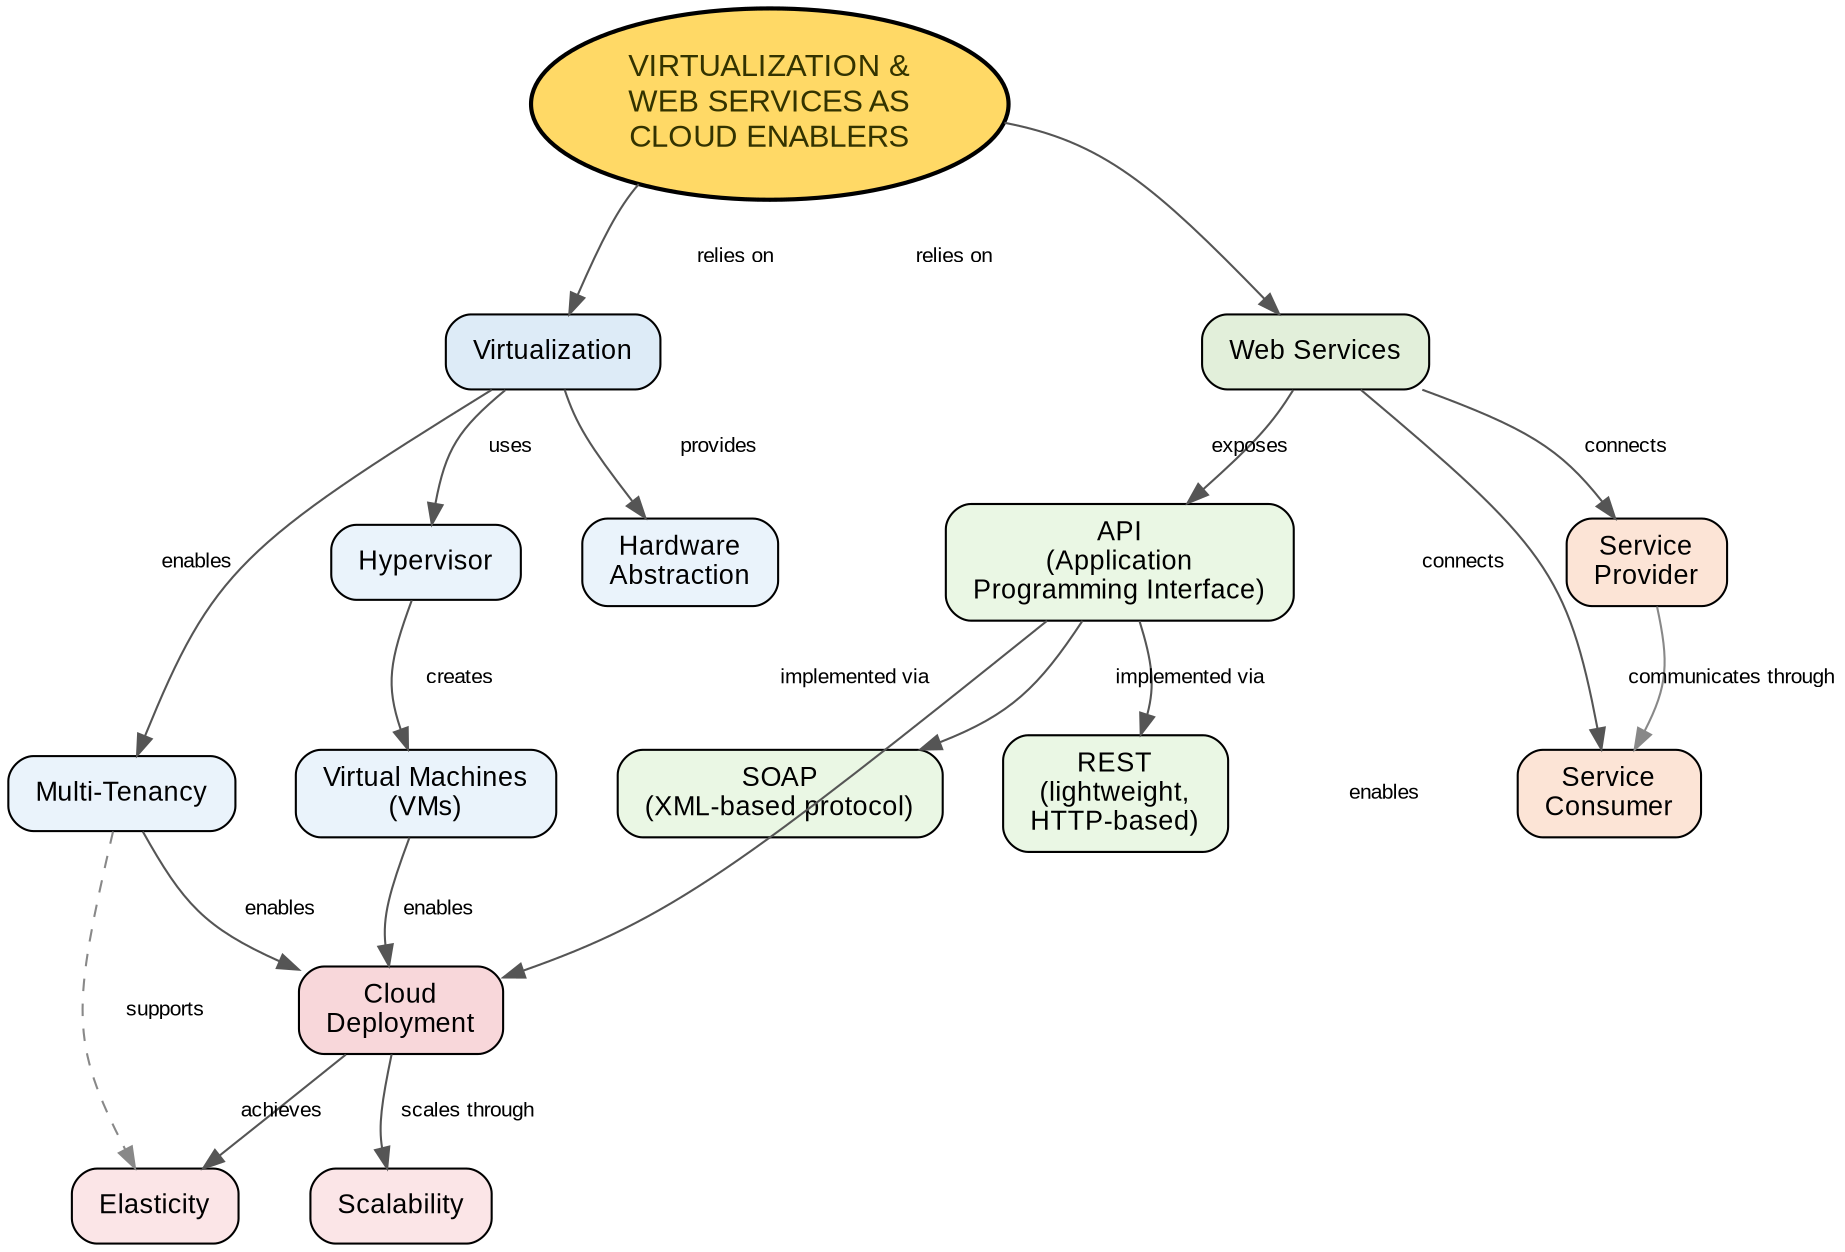 VIRTUALIZATION &
WEB SERVICES AS
CLOUD ENABLERS
relies on
relies on
Virtualization
Web Services
uses
provides
exposes
connects
enables
Hypervisor
Hardware
Abstraction
API
(Application
Programming Interface)
connects
Service
Provider
creates
implemented via
implemented via
communicates through
Multi-Tenancy
Virtual Machines
(VMs)
SOAP
(XML-based protocol)
REST
(lightweight,
HTTP-based)
enables
Service
Consumer
enables
enables
supports
Cloud
Deployment
achieves
scales through
Elasticity
Scalability